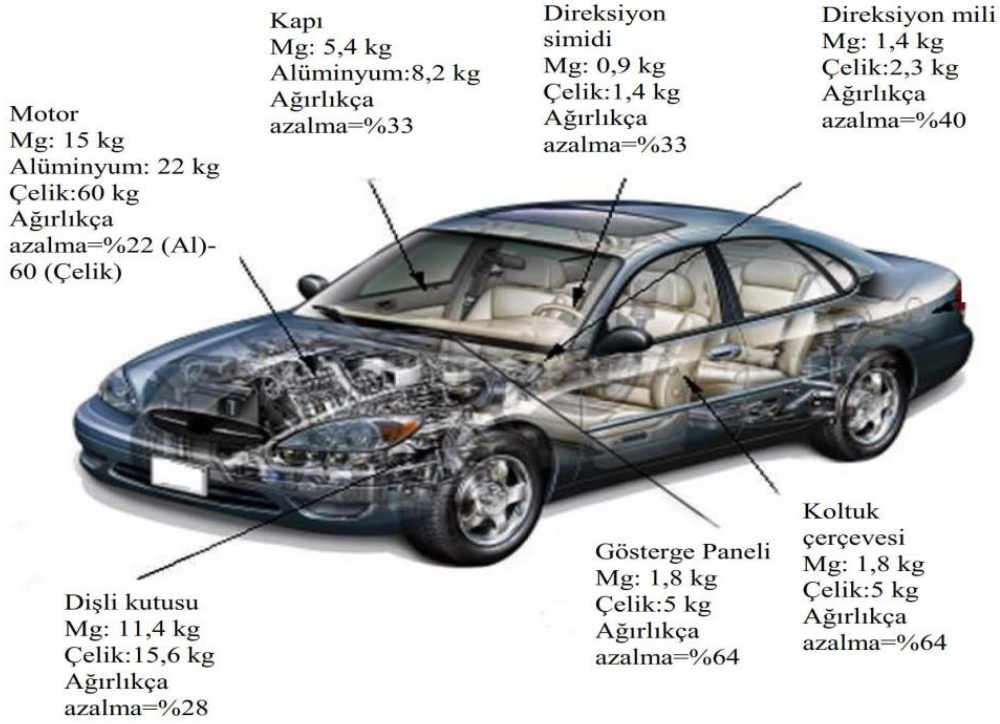 Kapı
Mg: 5,4 kg
Alüminyum:8,2 kg
Ağırlıkça
azalma=%33
Direksiyon
simidi
Mg: 0,9 kg
Çelik:1,4 kg
Ağırlıkça
azalma=%33
Direksiyon mili
Mg: 1,4 kg
Çelik:2,3 kg
Ağırlıkça
azalma=%40
Motor
Mg: 15 kg
Alüminyum: 22 kg
Çelik:60 kg
Ağırlıkça
azalma=%22 (Al)-
60 (Çelik)
Dişli kutusu
Mg: 11,4 kg
Çelik:15,6 kg
Ağırlıkça
azalma=%28
Gösterge Paneli
Mg: 1,8 kg
Çelik:5 kg
Ağırlıkça
azalma=%64
Koltuk
çerçevesi
Mg: 1,8 kg
Çelik:5 kg
Ağırlıkça
azalma=%64